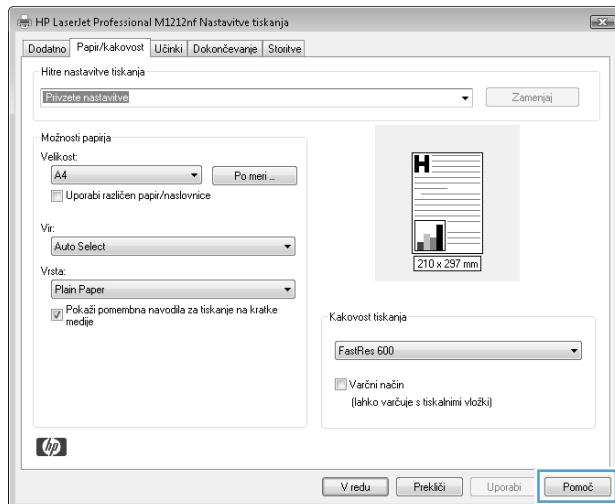 HP LaserJet Professional M1212nf Nastavitve tiskanja
Dodatno Papir/kakovost Učinki Dokončevanje Storitve
Hitre nastavitve tiskanja
Privzete nastavitve
Zamenjaj
Možnosti papirja
Velikost:
A4
Po meri ...
Uporabi različen papir/naslovnice
Vir:
Auto Select
Vrsta:
Plain Paper
Pokaži pomembna navodila za tiskanje na kratke
medije
H
210 x 297 mm
Kakovost tiskanja
FastRes 600
Varčni način
(lahko varčuje s tiskalnimi vložki)
hp
V redu Prekliči Uporabi Pomoč